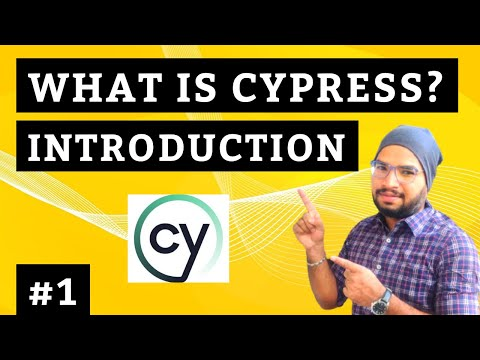 WHAT IS CYPRESS?
INTRODUCTION
cy
#1